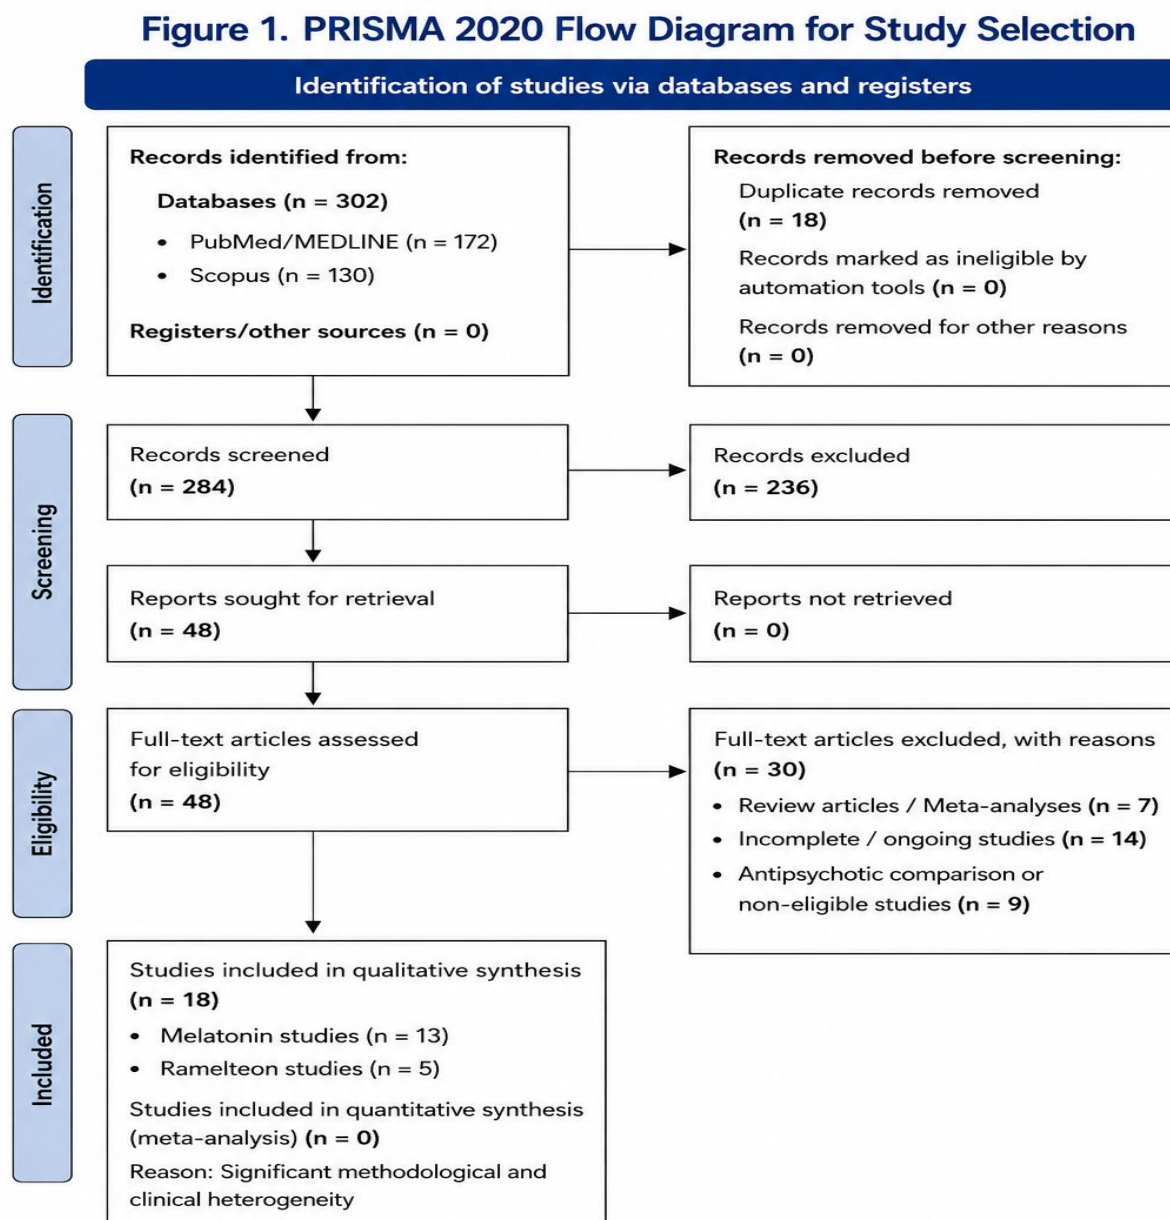 Figure 1. PRISMA 2020 Flow Diagram for Study Selection
Identification of studies via databases and registers
Identification
Records identified from:
Databases (n = 302)
• PubMed/MEDLINE (n = 172)
• Scopus (n = 130)
Registers/other sources (n = 0)
Records removed before screening:
Duplicate records removed
(n = 18)
Records marked as ineligible by
automation tools (n = 0)
Records removed for other reasons
(n = 0)
Screening
Records screened
(n = 284)
Records excluded
(n = 236)
Reports sought for retrieval
(n = 48)
Reports not retrieved
(n = 0)
Eligibility
Full-text articles assessed
for eligibility
(n = 48)
Full-text articles excluded, with reasons
(n = 30)
• Review articles / Meta-analyses (n = 7)
• Incomplete / ongoing studies (n = 14)
• Antipsychotic comparison or
non-eligible studies (n = 9)
Included
Studies included in qualitative synthesis
(n = 18)
• Melatonin studies (n = 13)
• Ramelteon studies (n = 5)
Studies included in quantitative synthesis
(meta-analysis) (n = 0)
Reason: Significant methodological and
clinical heterogeneity